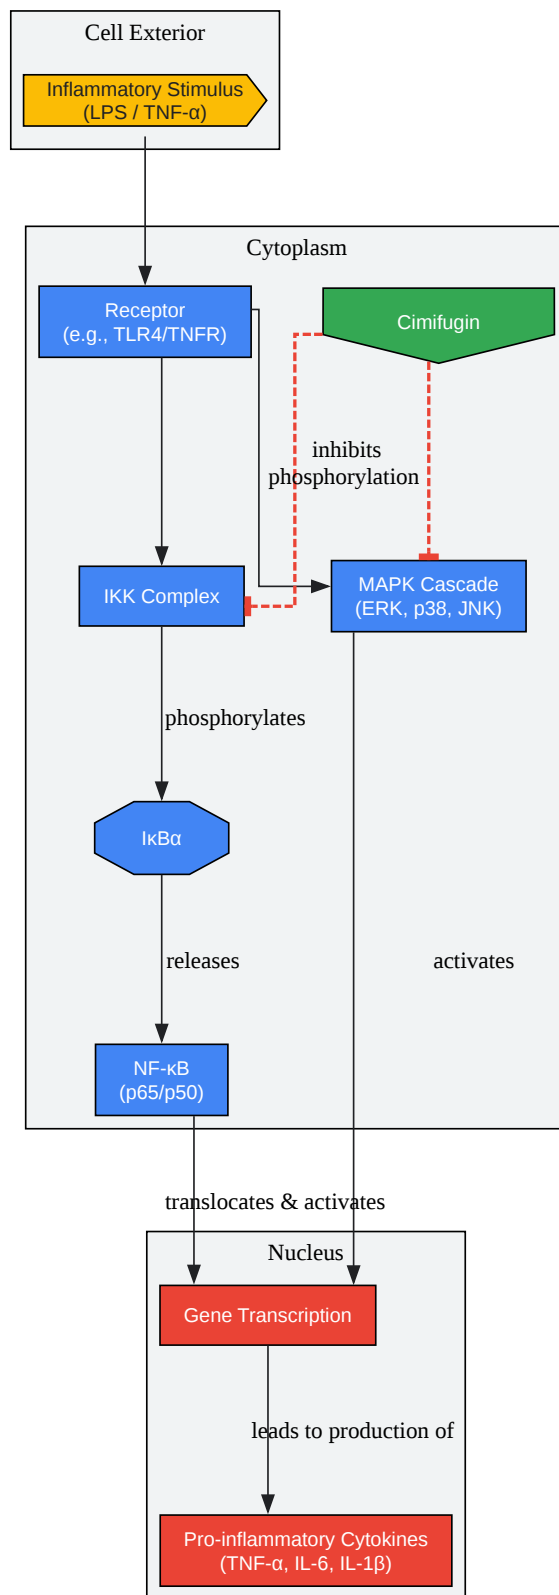 Cell Exterior
Inflammatory Stimulus
(LPS / TNF-α)
Cytoplasm
Receptor
(e.g., TLR4/TNFR)
Cimifugin
inhibits
phosphorylation
IKK Complex
MAPK Cascade
(ERK, p38, JNK)
phosphorylates
IκBα
releases
activates
NF-κB
(p65/p50)
translocates & activates
Nucleus
Gene Transcription
leads to production of
Pro-inflammatory Cytokines
(TNF-α, IL-6, IL-1β)